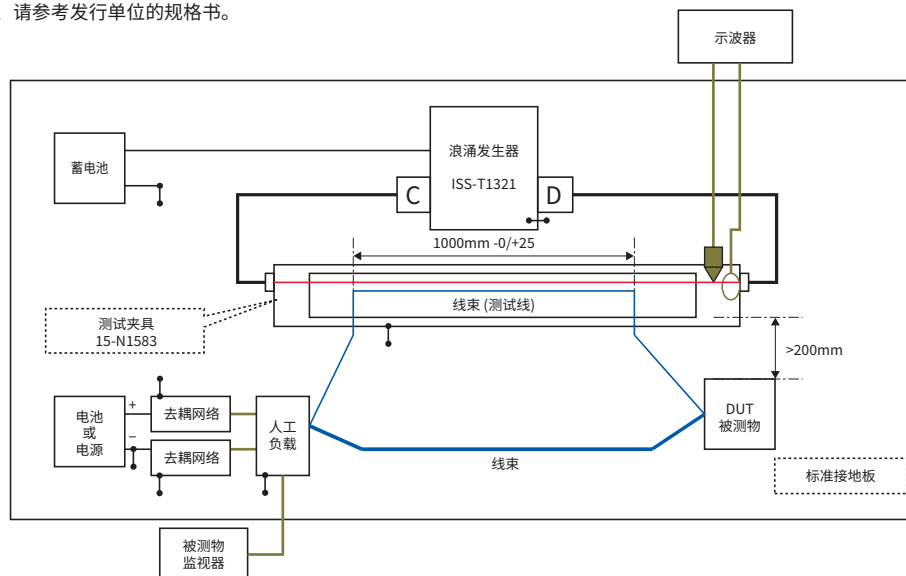 请参考发行单位的规格书。
示波器
蓄电池
浪涌发生器
ISS-T1321
C
D
1000mm -0/+25
线束 (测试线)
测试夹具
15-N1583
>200mm
电池
或
电源
+
−
去耦网络
去耦网络
人工
负载
DUT
被测物
线束
标准接地板
被测物
监视器